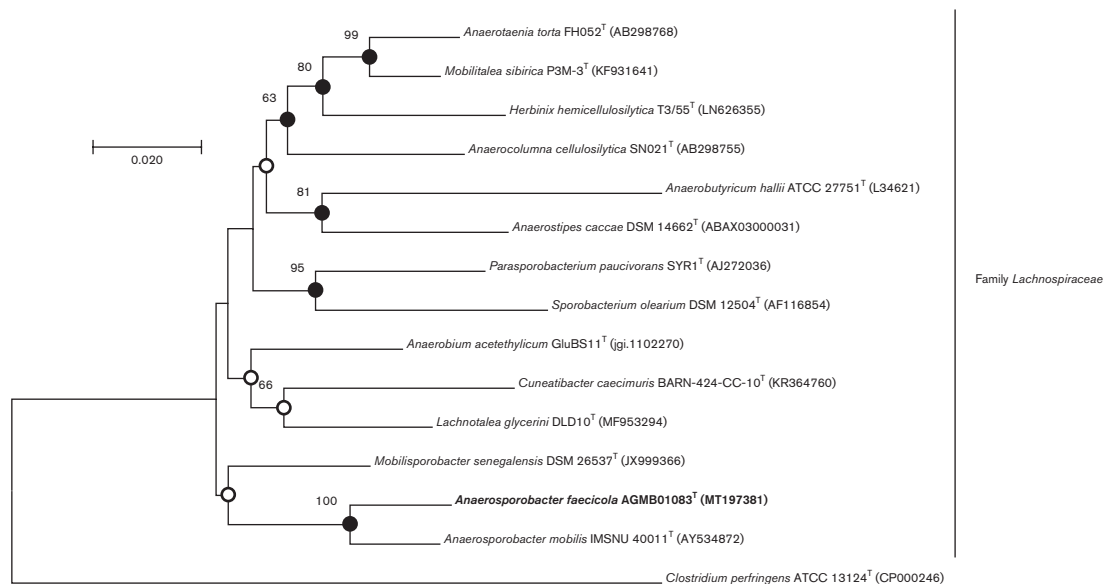 99
Anaerotaenia torta FH052ᵀ (AB298768)
80
Mobilitalea sibirica P3M-3ᵀ (KF931641)
63
Herbinix hemicellulosilytica T3/55ᵀ (LN626355)
0.020
Anaerocolumna cellulosilytica SN021ᵀ (AB298755)
81
Anaerobutyricum hallii ATCC 27751ᵀ (L34621)
Anaerostipes caccae DSM 14662ᵀ (ABAX03000031)
95
Parasporobacterium paucivorans SYR1ᵀ (AJ272036)
Family Lachnospiraceae
Sporobacterium olearium DSM 12504ᵀ (AF116854)
Anaerobium acetethylicum GluBS11ᵀ (jgi.1102270)
66
Cuneatibacter caecimuris BARN-424-CC-10ᵀ (KR364760)
Lachnotalea glycerini DLD10ᵀ (MF953294)
Mobilisporobacter senegalensis DSM 26537ᵀ (JX999366)
100
Anaerosporobacter faecicola AGMB01083ᵀ (MT197381)
Anaerosporobacter mobilis IMSNU 40011ᵀ (AY534872)
Clostridium perfringens ATCC 13124ᵀ (CP000246)